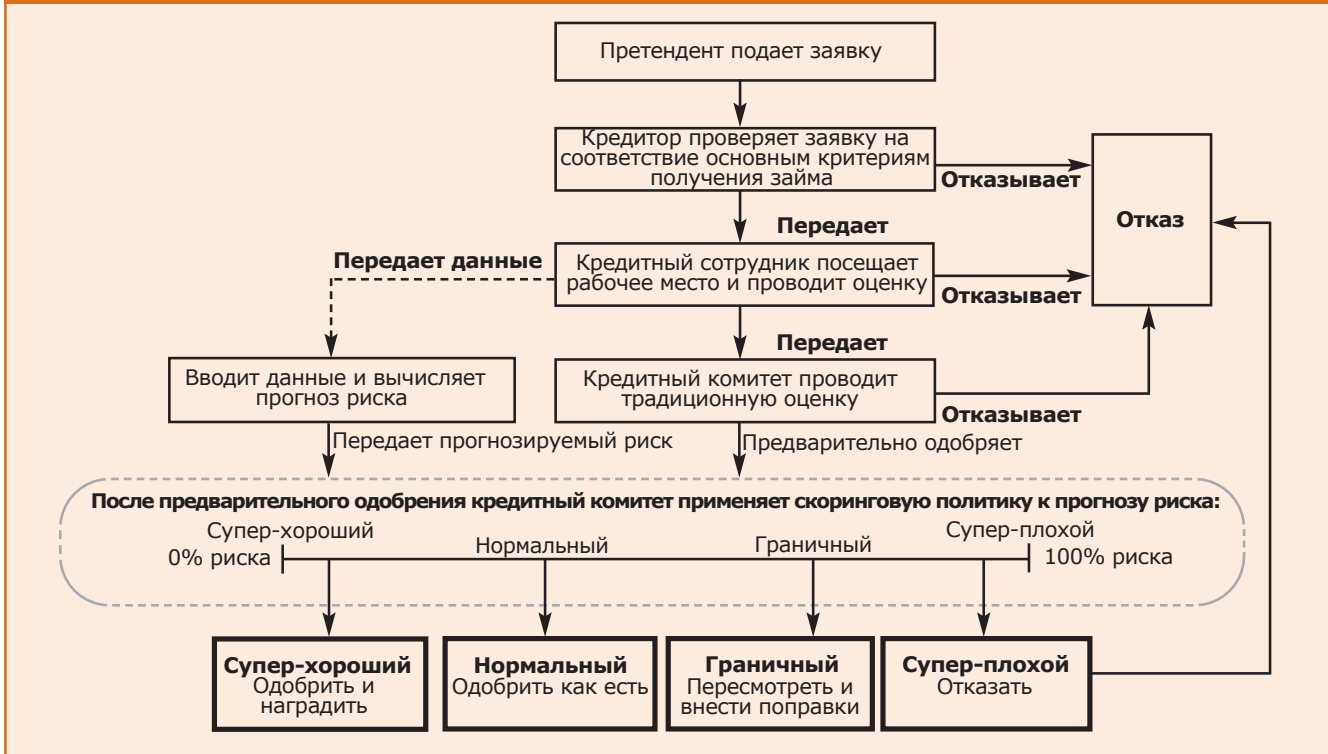 Претендент подает заявку
Кредитор проверяет заявку на
соответствие основным критериям
получения займа
Отказывает
Отказ
Передает
Передает данные
Кредитный сотрудник посещает
рабочее место и проводит оценку
Отказывает
Передает
Вводит данные и вычисляет
прогноз риска
Кредитный комитет проводит
традиционную оценку
Отказывает
Передает прогнозируемый риск
Предварительно одобряет
После предварительного одобрения кредитный комитет применяет скоринговую политику к прогнозу риска:
Супер-хороший
Супер-плохой
Нормальный
Граничный
0% риска
100% риска
Супер-хороший
Одобрить и
наградить
Нормальный
Одобрить как есть
Граничный
Пересмотреть и
внести поправки
Супер-плохой
Отказать